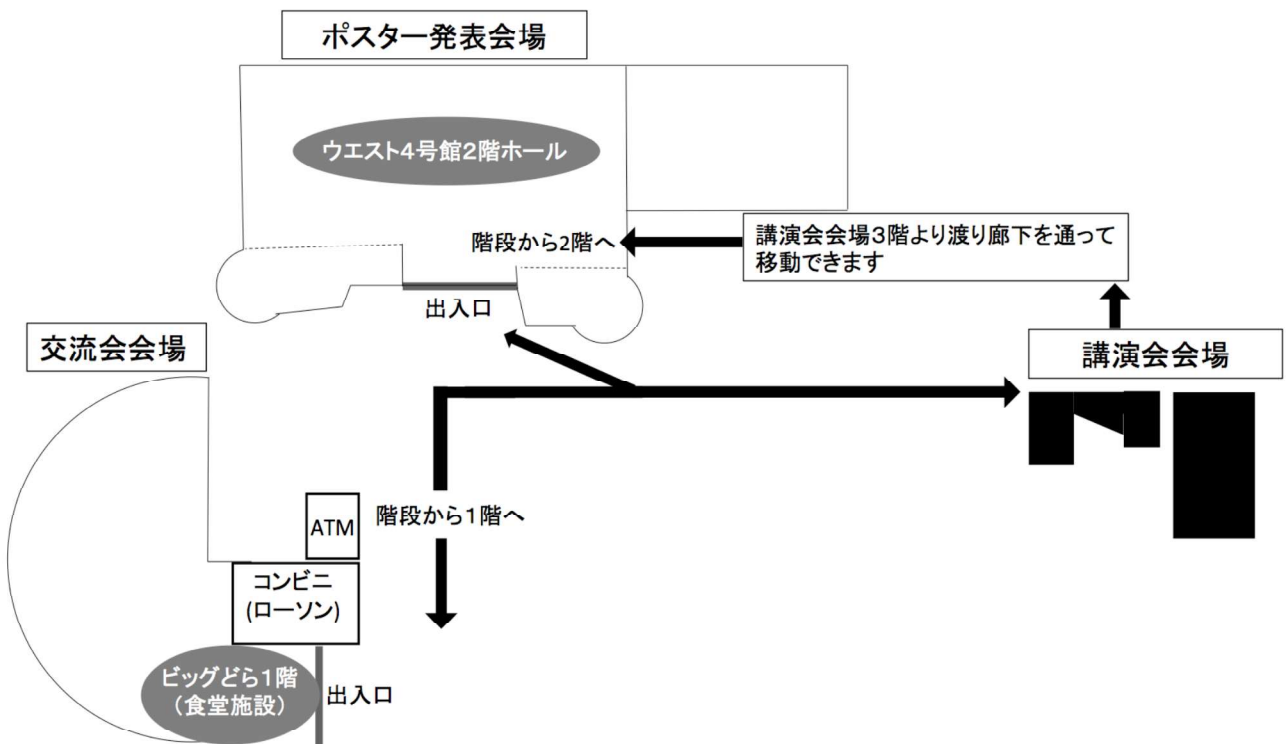 ポスター発表会場
ウエスト4号館2階ホール
階段から2階へ
講演会会場3階より渡り廊下を通って
移動できます
出入口
交流会会場
講演会会場
ATM
階段から1階へ
コンビニ
(ローソン)
ビッグどら1階
(食堂施設)
出入口